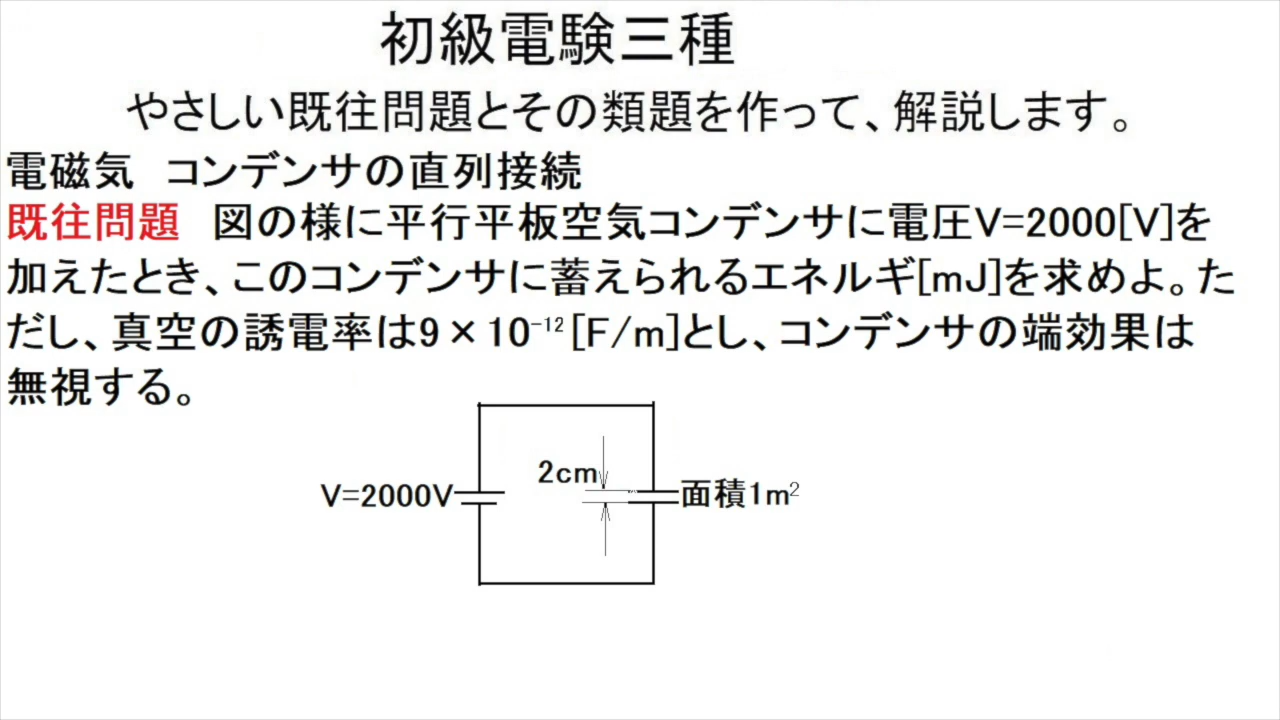 初級電験三種
やさしい既往問題とその類題を作って、解説します。
電磁気　コンデンサの直列接続
既往問題　図の様に平行平板空気コンデンサに電圧V=2000[V]を
加えたとき、このコンデンサに蓄えられるエネルギ[mJ]を求めよ。た
だし、真空の誘電率は9×10⁻¹²[F/m]とし、コンデンサの端効果は
無視する。
2cm
V=2000V
面積1m²